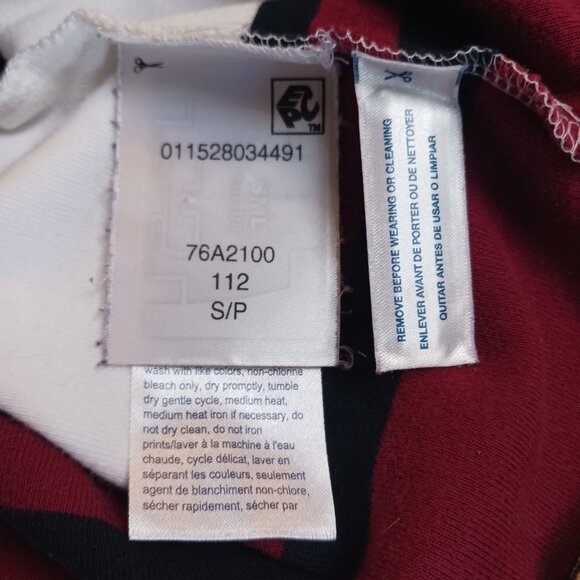 EPC
TM
011528034491
76A2100
112
S/P
REMOVE BEFORE WEARING OR CLEANING
ENLEVER AVANT DE PORTER OU DE NETTOYER
QUITAR ANTES DE USAR O LIMPIAR
wash with like colors, non-chlorine
bleach only, dry promptly, tumble
dry gentle cycle, medium heat,
medium heat iron if necessary, do
not dry clean, do not iron
prints/laver à la machine à l'eau
chaude, cycle délicat, laver en
séparant les couleurs, seulement
agent de blanchiment non-chlore,
sécher rapidement, sécher par